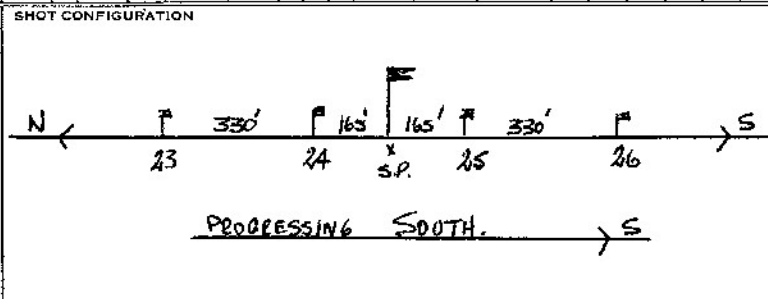 SHOT CONFIGURATION
N 330' 165' 165' 330' S
23 24 x 25 26
S.P.
PROGRESSING SOUTH. S